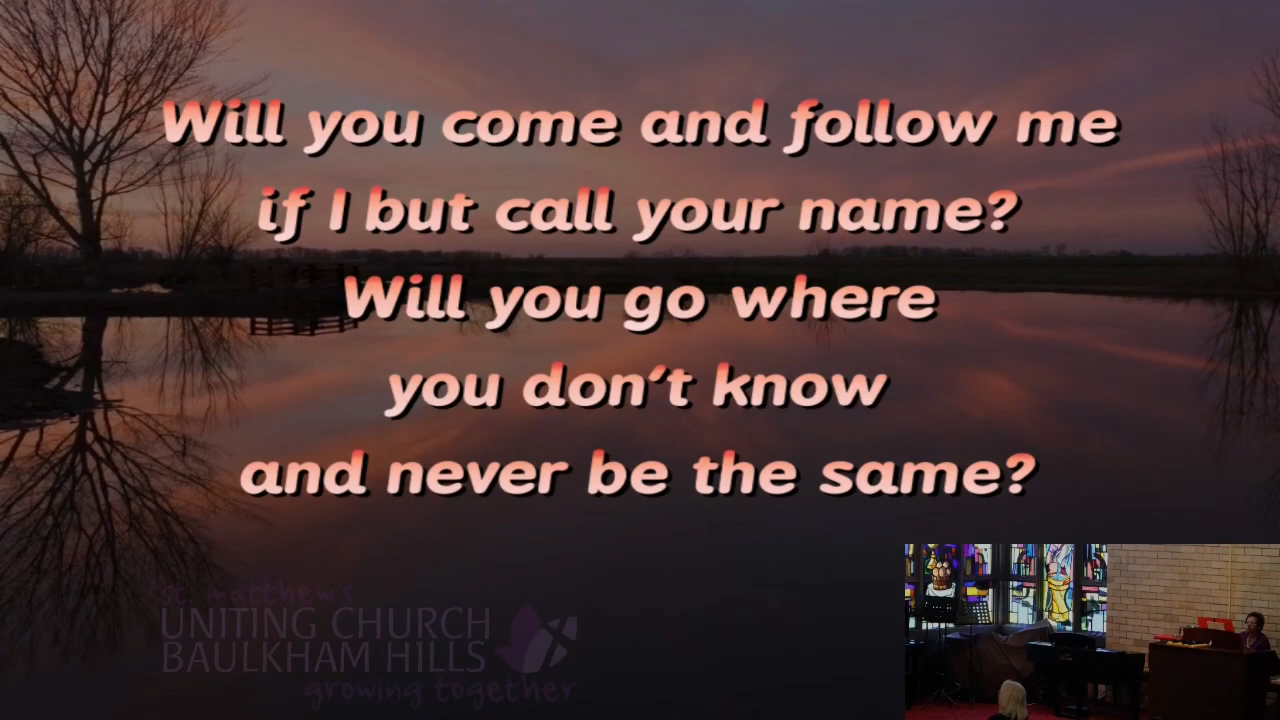 Will you come and follow me
if I but call your name?
Will you go where
you don't know
and never be the same?
st. matthew's
UNITING CHURCH
BAULKHAM HILLS
growing together